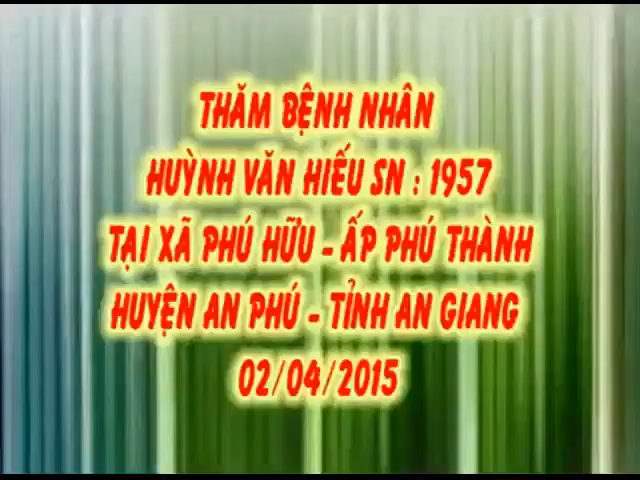 THĂM BỆNH NHÂN
HUỲNH VĂN HIẾU SN : 1957
TẠI XÃ PHÚ HỮU - ẤP PHÚ THÀNH
HUYỆN AN PHÚ - TỈNH AN GIANG
02/04/2015